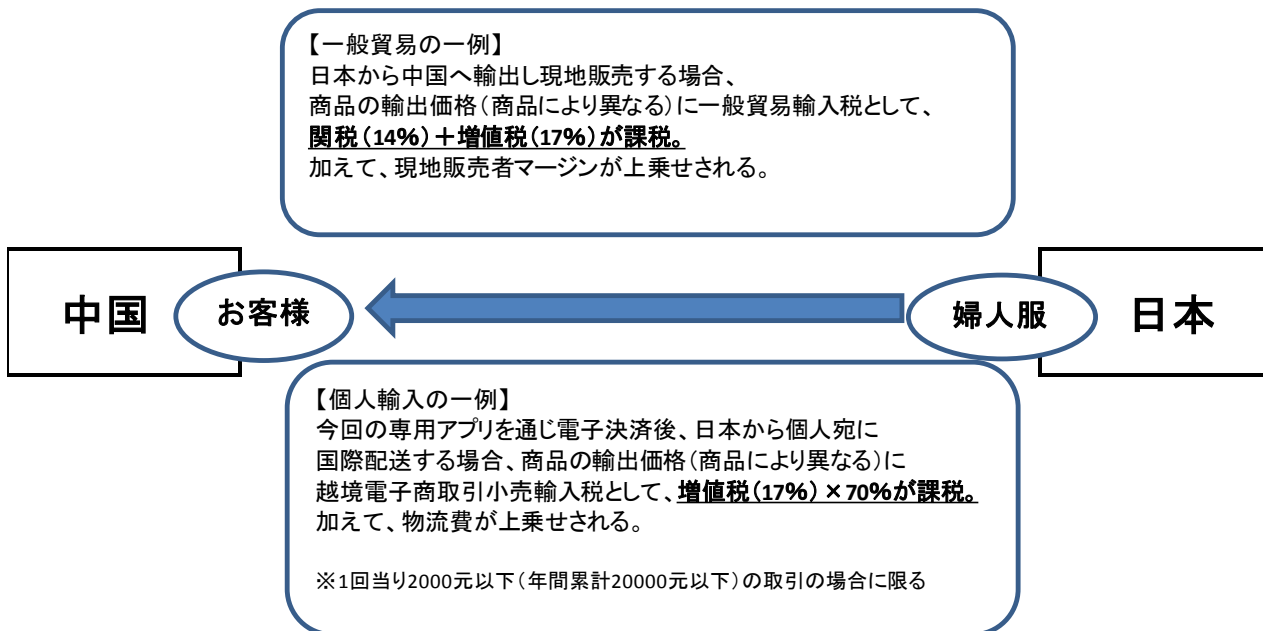 【一般貿易の一例】
日本から中国へ輸出し現地販売する場合、
商品の輸出価格（商品により異なる）に一般貿易輸入税として、
関税（14％）＋増値税（17％）が課税。
加えて、現地販売者マージンが上乗せされる。
中国
お客様
婦人服
日本
【個人輸入の一例】
今回の専用アプリを通じ電子決済後、日本から個人宛に
国際配送する場合、商品の輸出価格（商品により異なる）に
越境電子商取引小売輸入税として、増値税（17％）×70％が課税。
加えて、物流費が上乗せされる。
※1回当り2000元以下（年間累計20000元以下）の取引の場合に限る